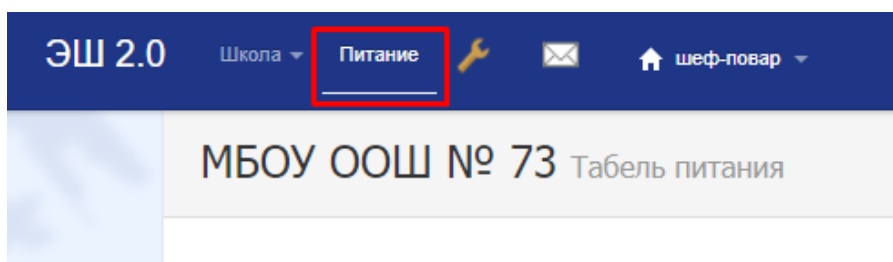 ЭШ 2.0 Школа Питание шеф-повар
МБОУ ООШ № 73 Табель питания